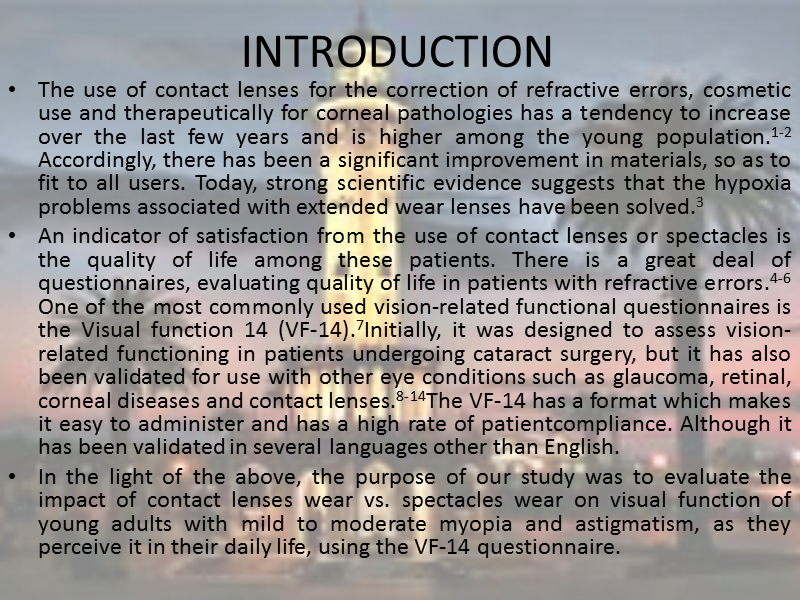 INTRODUCTION
• The use of contact lenses for the correction of refractive errors, cosmetic
use and therapeutically for corneal pathologies has a tendency to increase
over the last few years and is higher among the young population.1-2
Accordingly, there has been a significant improvement in materials, so as to
fit to all users. Today, strong scientific evidence suggests that the hypoxia
problems associated with extended wear lenses have been solved.3
• An indicator of satisfaction from the use of contact lenses or spectacles is
the quality of life among these patients. There is a great deal of
questionnaires, evaluating quality of life in patients with refractive errors.4-6
One of the most commonly used vision-related functional questionnaires is
the Visual function 14 (VF-14).7Initially, it was designed to assess vision-
related functioning in patients undergoing cataract surgery, but it has also
been validated for use with other eye conditions such as glaucoma, retinal,
corneal diseases and contact lenses.8-14The VF-14 has a format which makes
it easy to administer and has a high rate of patientcompliance. Although it
has been validated in several languages other than English.
• In the light of the above, the purpose of our study was to evaluate the
impact of contact lenses wear vs. spectacles wear on visual function of
young adults with mild to moderate myopia and astigmatism, as they
perceive it in their daily life, using the VF-14 questionnaire.